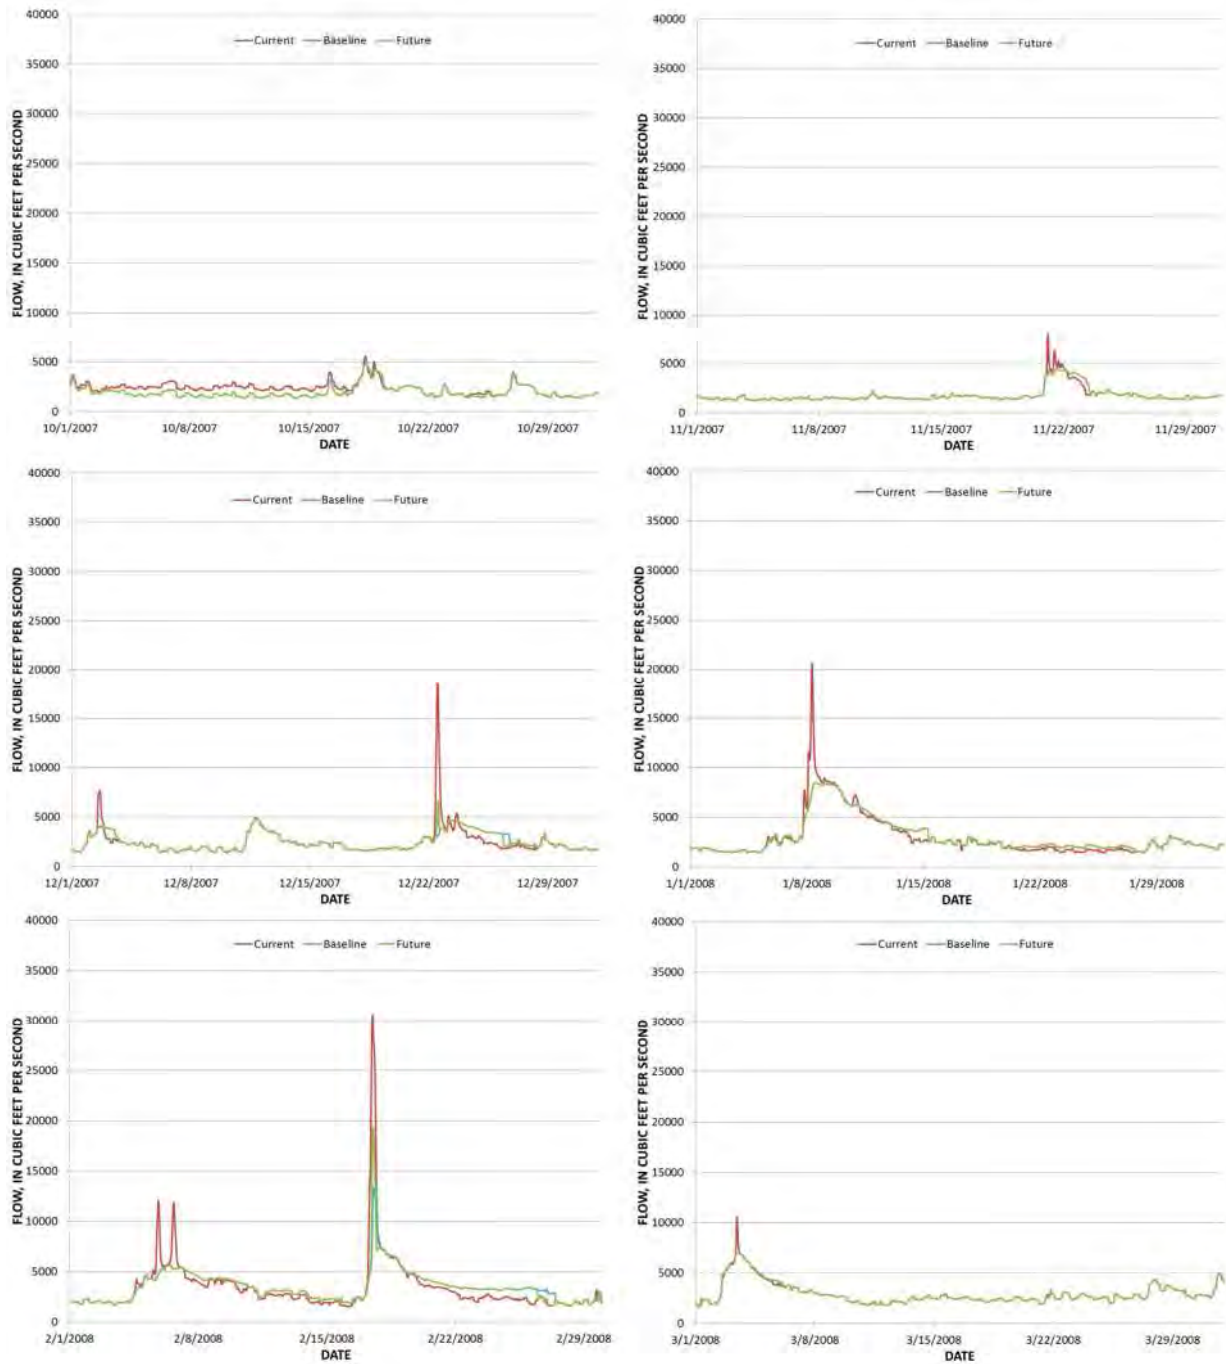 40000
35000
30000
25000
20000
15000
10000
5000
0
FLOW, IN CUBIC FEET PER SECOND
Current Baseline Future
10/1/2007 10/8/2007 10/15/2007 10/22/2007 10/29/2007
DATE
40000
35000
30000
25000
20000
15000
10000
5000
0
FLOW, IN CUBIC FEET PER SECOND
Current Baseline Future
11/1/2007 11/8/2007 11/15/2007 11/22/2007 11/29/2007
DATE
40000
35000
30000
25000
20000
15000
10000
5000
0
FLOW, IN CUBIC FEET PER SECOND
Current Baseline Future
12/1/2007 12/8/2007 12/15/2007 12/22/2007 12/29/2007
DATE
40000
35000
30000
25000
20000
15000
10000
5000
0
FLOW, IN CUBIC FEET PER SECOND
Current Baseline Future
1/1/2008 1/8/2008 1/15/2008 1/22/2008 1/29/2008
DATE
40000
35000
30000
25000
20000
15000
10000
5000
0
FLOW, IN CUBIC FEET PER SECOND
Current Baseline Future
2/1/2008 2/8/2008 2/15/2008 2/22/2008 2/29/2008
DATE
40000
35000
30000
25000
20000
15000
10000
5000
0
FLOW, IN CUBIC FEET PER SECOND
Current Baseline Future
3/1/2008 3/8/2008 3/15/2008 3/22/2008 3/29/2008
DATE